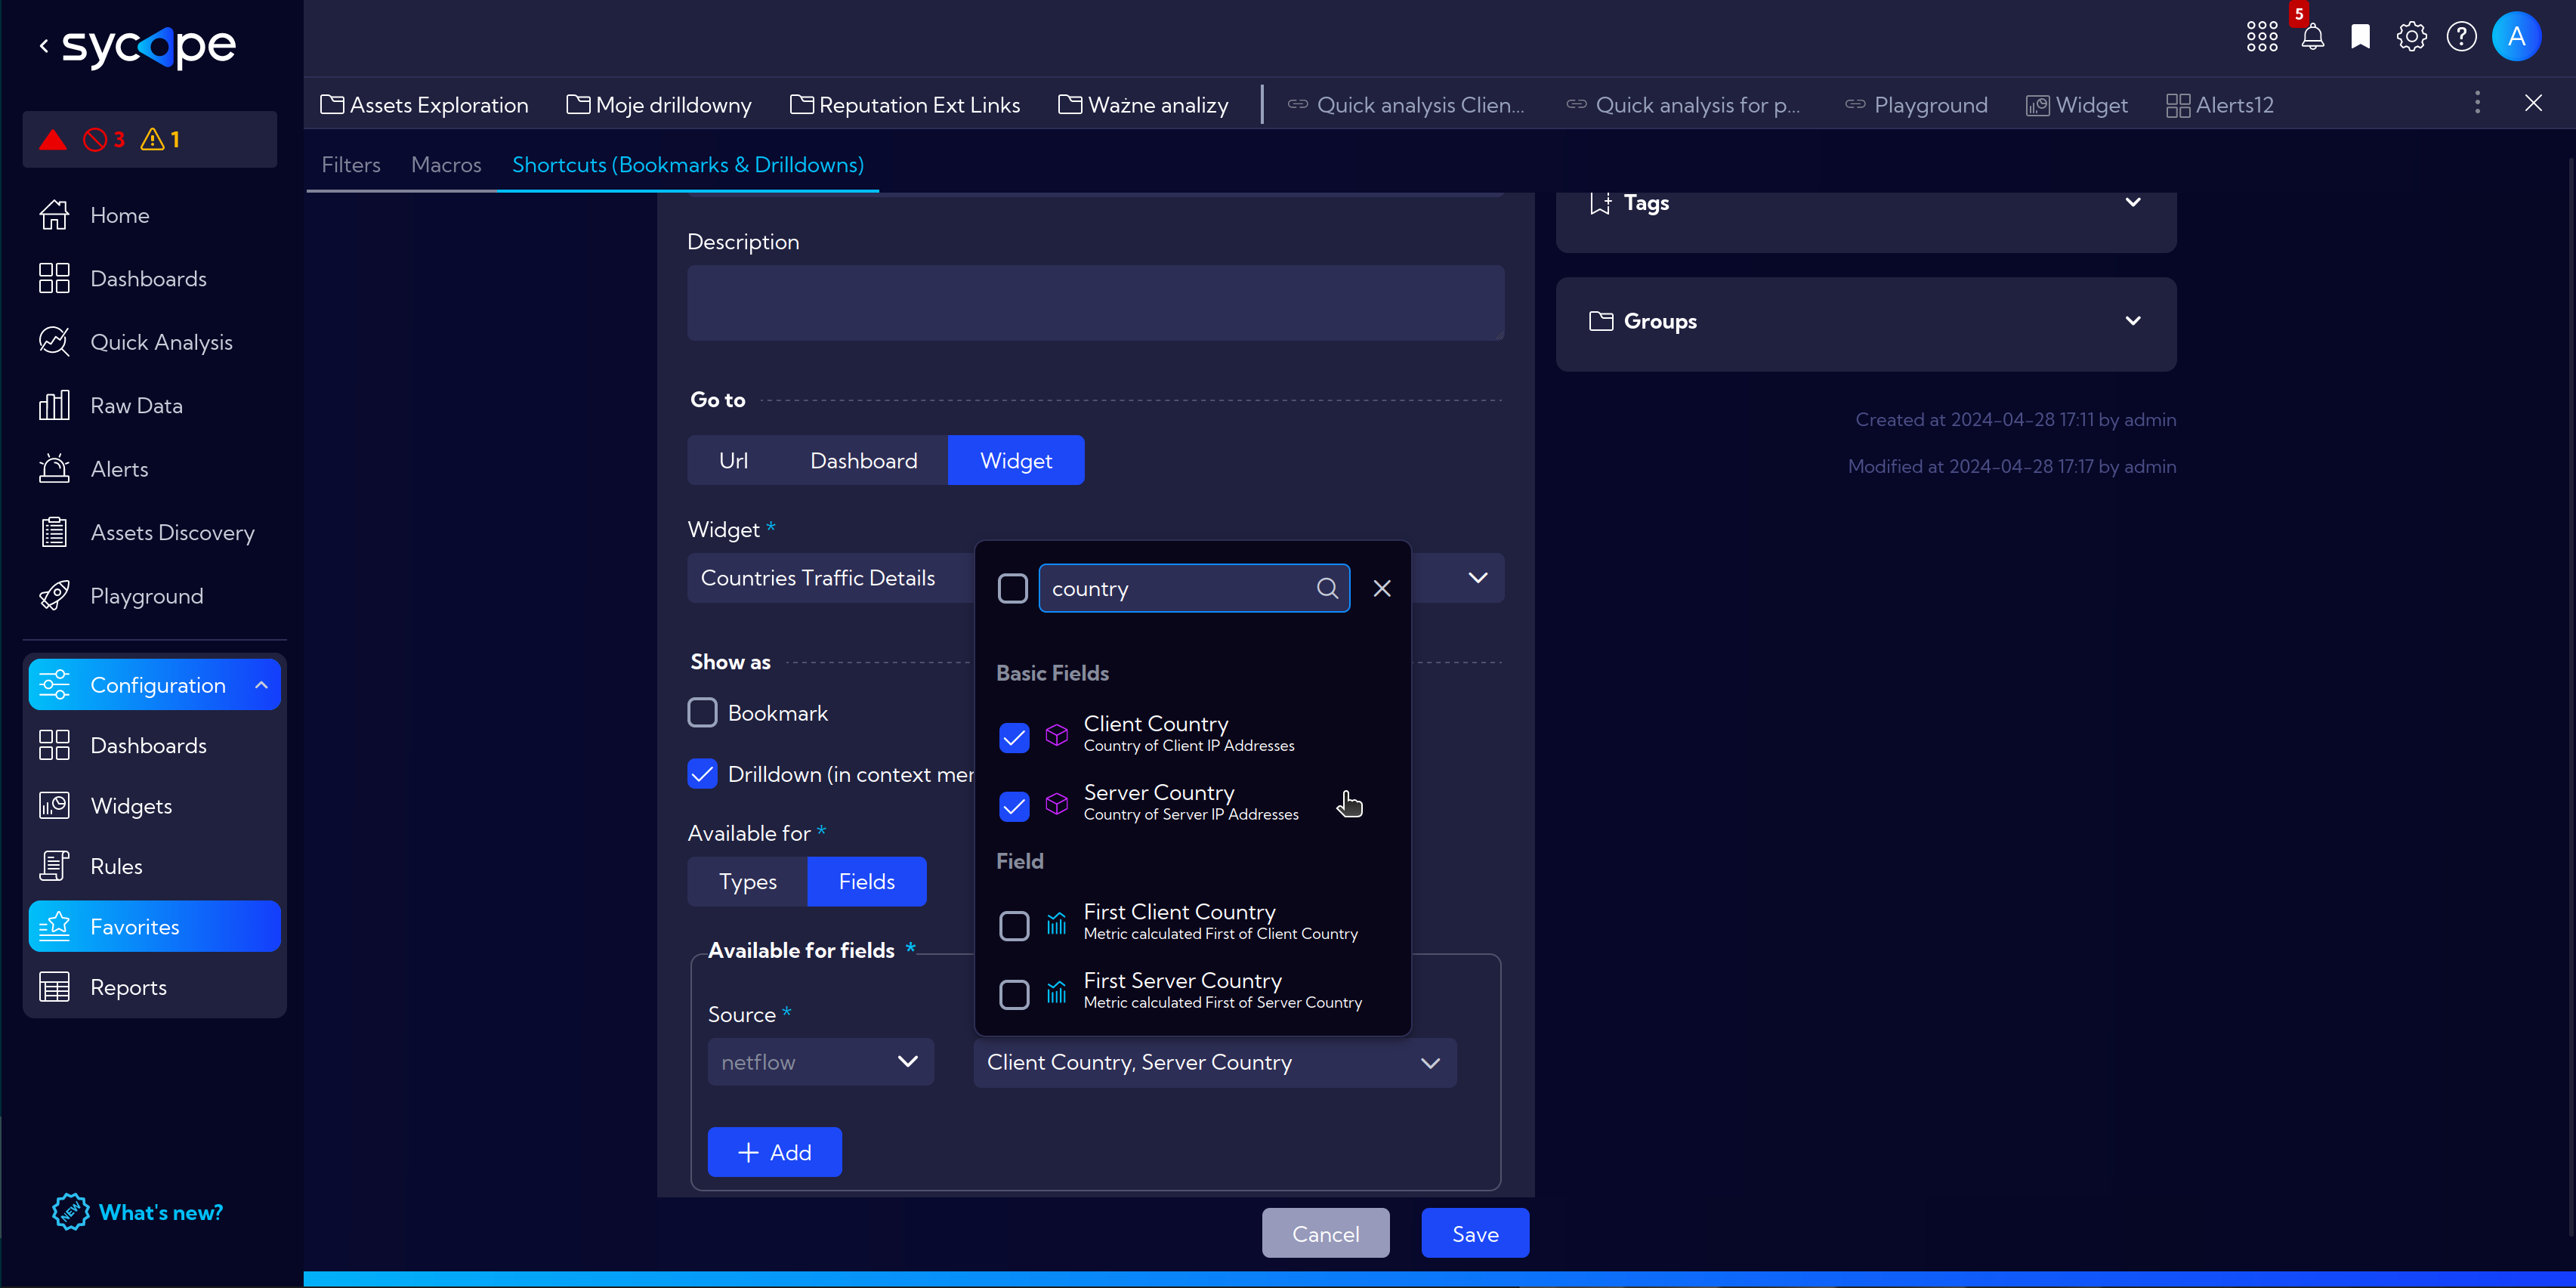 sycope
5
A
Assets Exploration
Moje drilldowny
Reputation Ext Links
Ważne analizy
Quick analysis Clien...
Quick analysis for p...
Playground
Widget
Alerts12
3
1
Filters
Macros
Shortcuts (Bookmarks & Drilldowns)
Home
Dashboards
Quick Analysis
Raw Data
Alerts
Assets Discovery
Playground
Configuration
Dashboards
Widgets
Rules
Favorites
Reports
NEW
What's new?
Description
Go to
Url
Dashboard
Widget
Widget *
Countries Traffic Details
Show as
Bookmark
Drilldown (in context mer
Available for *
Types
Fields
Available for fields *
Source *
netflow
Client Country, Server Country
Add
country
Basic Fields
Client Country
Country of Client IP Addresses
Server Country
Country of Server IP Addresses
Field
First Client Country
Metric calculated First of Client Country
First Server Country
Metric calculated First of Server Country
Cancel
Save
Tags
Groups
Created at 2024-04-28 17:11 by admin
Modified at 2024-04-28 17:17 by admin